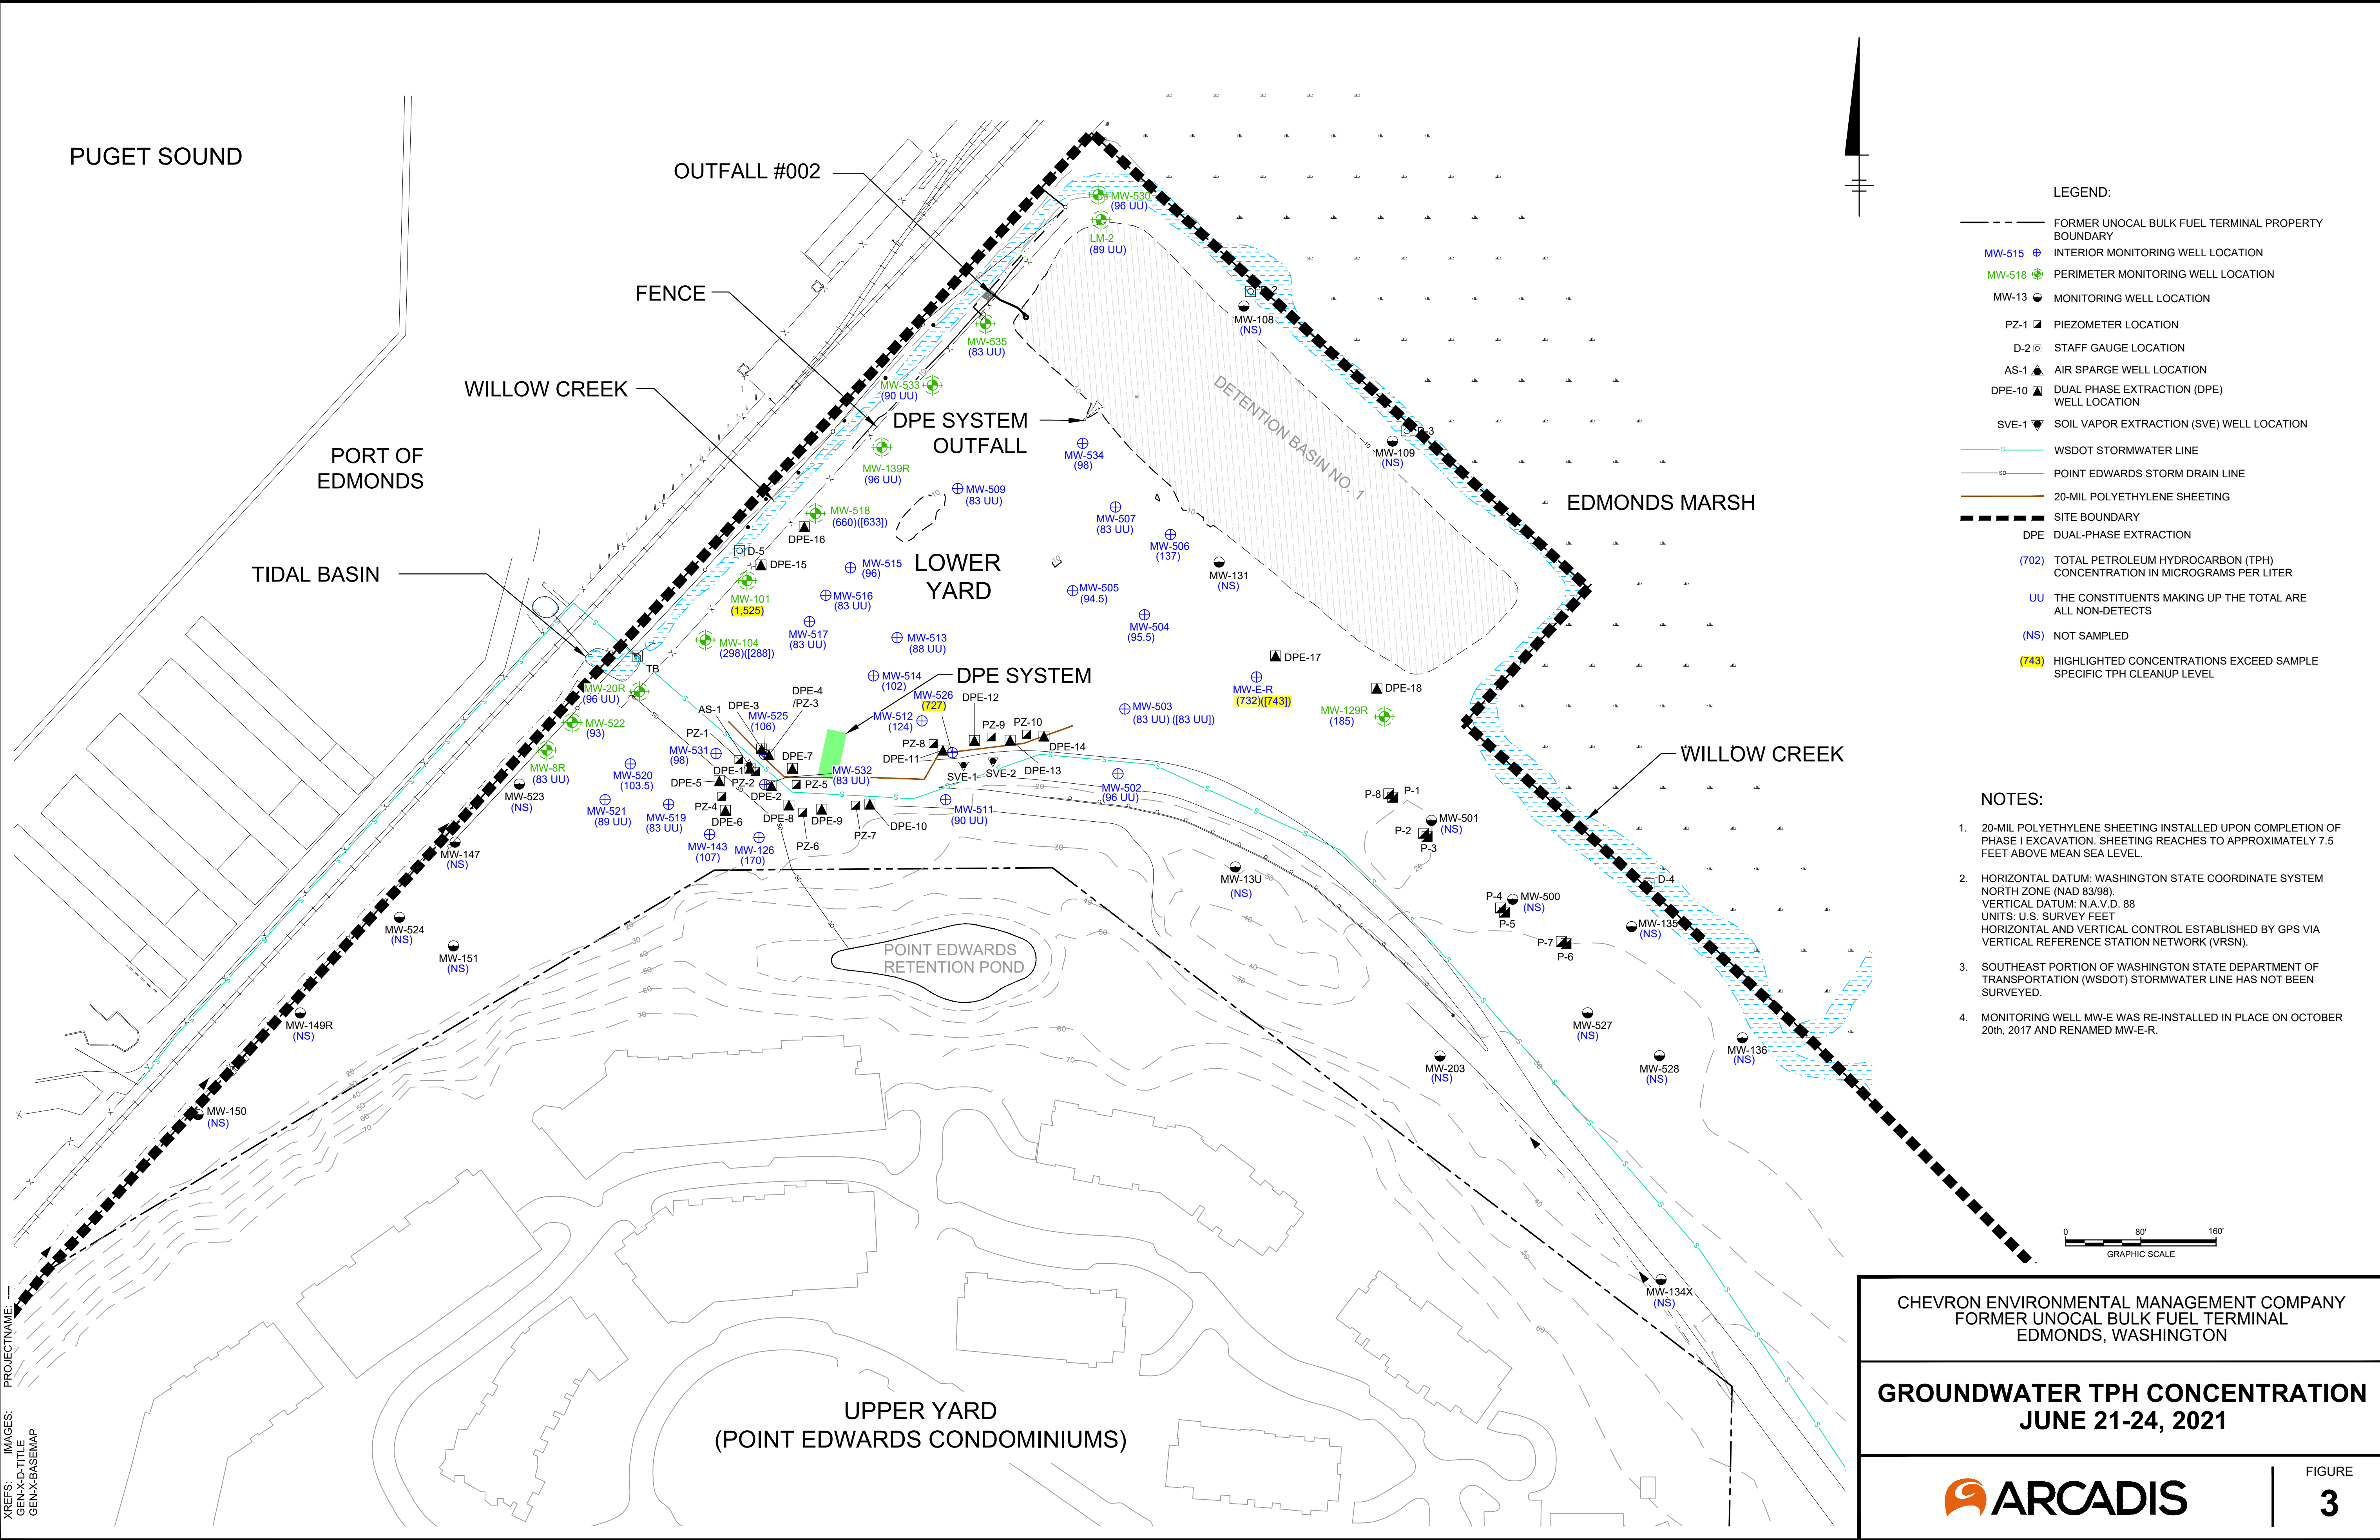 PUGET SOUND
OUTFALL #002
FENCE
WILLOW CREEK
PORT OF
EDMONDS
TIDAL BASIN
DPE SYSTEM
OUTFALL
LOWER
YARD
DPE SYSTEM
DETENTION BASIN NO. 1
EDMONDS MARSH
WILLOW CREEK
POINT EDWARDS
RETENTION POND
UPPER YARD
(POINT EDWARDS CONDOMINIUMS)
MW-530
(96 UU)
LM-2
(89 UU)
MW-108
(NS)
MW-535
(83 UU)
MW-533
(90 UU)
D-3
MW-109
(NS)
MW-534
(98)
MW-139R
(96 UU)
MW-509
(83 UU)
MW-518
(660)([633])
DPE-16
MW-507
(83 UU)
MW-506
(137)
D-5
DPE-15
MW-515
(96)
MW-131
(NS)
MW-101
(1,525)
MW-516
(83 UU)
MW-505
(94.5)
MW-517
(83 UU)
MW-504
(95.5)
MW-104
(298)([288])
MW-513
(88 UU)
TB
DPE-17
MW-514
(102)
MW-20R
(96 UU)
MW-E-R
(732)([743])
DPE-18
DPE-4
/PZ-3
MW-526
(727)
DPE-12
AS-1
DPE-3
MW-525
(106)
MW-512
(124)
MW-503
(83 UU) ([83 UU])
MW-129R
(185)
MW-522
(93)
PZ-1
PZ-9
PZ-10
PZ-8
DPE-14
MW-531
(98)
DPE-7
DPE-11
MW-8R
(83 UU)
DPE-1
MW-532
(83 UU)
SVE-1
SVE-2
DPE-13
MW-520
(103.5)
DPE-5
PZ-2
PZ-5
MW-502
(96 UU)
MW-523
(NS)
DPE-2
P-8
P-1
MW-521
(89 UU)
MW-519
(83 UU)
PZ-4
DPE-6
DPE-8
DPE-9
DPE-10
MW-511
(90 UU)
MW-501
(NS)
P-2
P-3
MW-143
(107)
MW-126
(170)
PZ-6
PZ-7
MW-147
(NS)
MW-13U
(NS)
D-4
P-4
MW-500
(NS)
P-5
MW-524
(NS)
MW-135
(NS)
P-7
P-6
MW-151
(NS)
MW-149R
(NS)
MW-527
(NS)
MW-136
(NS)
MW-203
(NS)
MW-528
(NS)
MW-150
(NS)
MW-134X
(NS)
LEGEND:
FORMER UNOCAL BULK FUEL TERMINAL PROPERTY
BOUNDARY
MW-515 INTERIOR MONITORING WELL LOCATION
MW-518 PERIMETER MONITORING WELL LOCATION
MW-13 MONITORING WELL LOCATION
PZ-1 PIEZOMETER LOCATION
D-2 STAFF GAUGE LOCATION
AS-1 AIR SPARGE WELL LOCATION
DPE-10 DUAL PHASE EXTRACTION (DPE)
WELL LOCATION
SVE-1 SOIL VAPOR EXTRACTION (SVE) WELL LOCATION
S WSDOT STORMWATER LINE
SD POINT EDWARDS STORM DRAIN LINE
20-MIL POLYETHYLENE SHEETING
SITE BOUNDARY
DPE DUAL-PHASE EXTRACTION
(702) TOTAL PETROLEUM HYDROCARBON (TPH)
CONCENTRATION IN MICROGRAMS PER LITER
UU THE CONSTITUENTS MAKING UP THE TOTAL ARE
ALL NON-DETECTS
(NS) NOT SAMPLED
(743) HIGHLIGHTED CONCENTRATIONS EXCEED SAMPLE
SPECIFIC TPH CLEANUP LEVEL
NOTES:
1. 20-MIL POLYETHYLENE SHEETING INSTALLED UPON COMPLETION OF
PHASE I EXCAVATION. SHEETING REACHES TO APPROXIMATELY 7.5
FEET ABOVE MEAN SEA LEVEL.
2. HORIZONTAL DATUM: WASHINGTON STATE COORDINATE SYSTEM
NORTH ZONE (NAD 83/98).
VERTICAL DATUM: N.A.V.D. 88
UNITS: U.S. SURVEY FEET
HORIZONTAL AND VERTICAL CONTROL ESTABLISHED BY GPS VIA
VERTICAL REFERENCE STATION NETWORK (VRSN).
3. SOUTHEAST PORTION OF WASHINGTON STATE DEPARTMENT OF
TRANSPORTATION (WSDOT) STORMWATER LINE HAS NOT BEEN
SURVEYED.
4. MONITORING WELL MW-E WAS RE-INSTALLED IN PLACE ON OCTOBER
20th, 2017 AND RENAMED MW-E-R.
0 80' 160'
GRAPHIC SCALE
CHEVRON ENVIRONMENTAL MANAGEMENT COMPANY
FORMER UNOCAL BULK FUEL TERMINAL
EDMONDS, WASHINGTON
GROUNDWATER TPH CONCENTRATION
JUNE 21-24, 2021
ARCADIS
FIGURE
3
XREFS: IMAGES: PROJECTNAME: ----
GEN-X-D-TITLE
GEN-X-BASEMAP